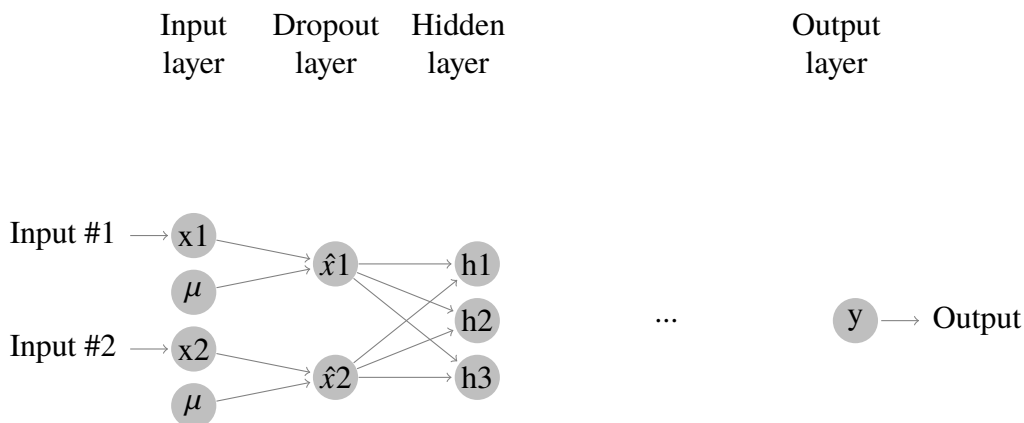 Input layer
Dropout layer
Hidden layer
Output layer
Input #1
x1
μ
Input #2
x2
μ
x̂1
x̂2
h1
h2
h3
...
y
Output